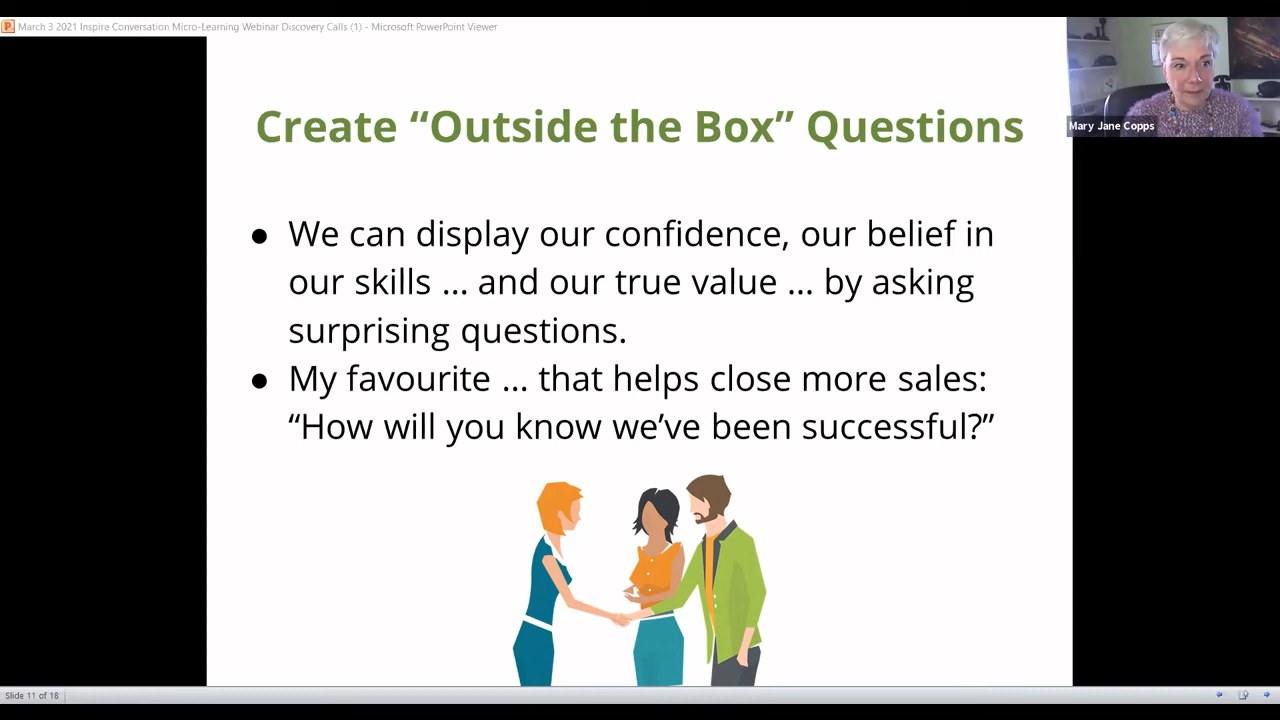 March 3 2021 Inspire Conversation Micro-Learning Webinar Discovery Calls (1) - Microsoft PowerPoint Viewer
Mary Jane Copps
Create “Outside the Box” Questions
● We can display our confidence, our belief in
our skills ... and our true value ... by asking
surprising questions.
● My favourite ... that helps close more sales:
“How will you know we’ve been successful?”
Slide 11 of 18